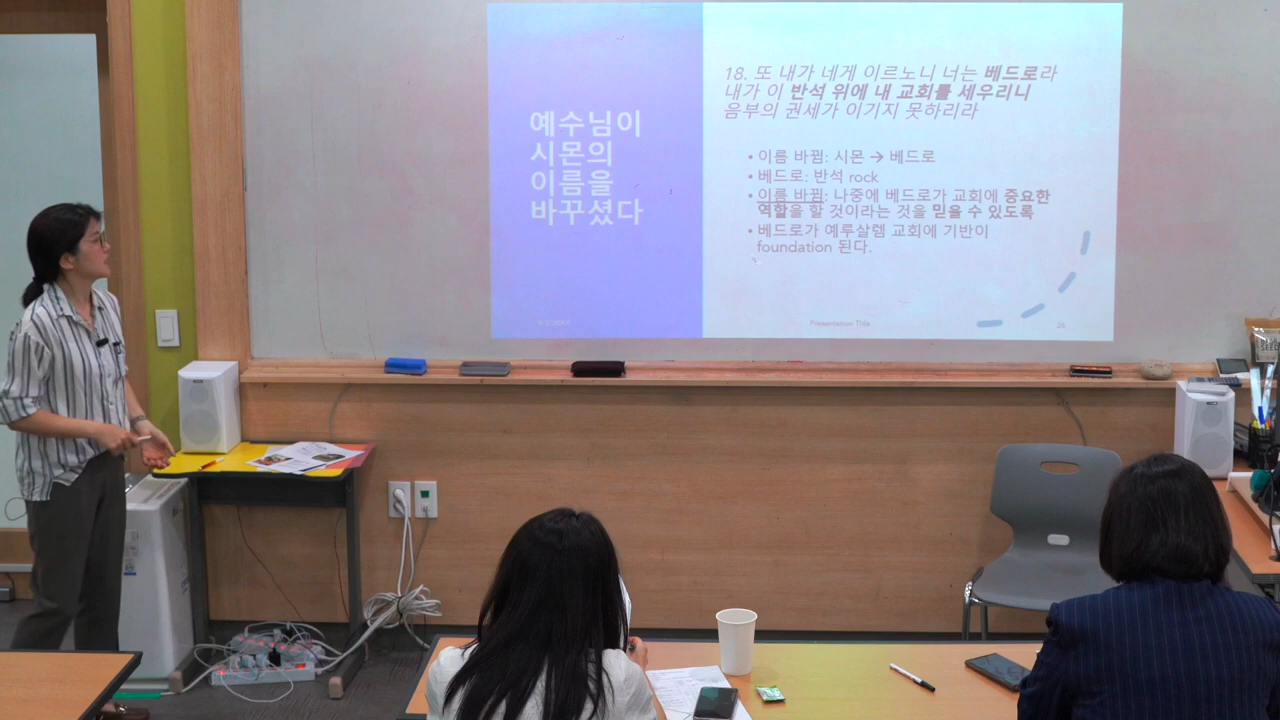 예수님이
시몬의
이름을
바꾸셨다
18. 또 내가 네게 이르노니 너는 베드로라
내가 이 반석 위에 내 교회를 세우리니
음부의 권세가 이기지 못하리라
• 이름 바뀜: 시몬 → 베드로
• 베드로: 반석 rock
• 이름 바뀜: 나중에 베드로가 교회에 중요한
역할을 할 것이라는 것을 믿을 수 있도록
• 베드로가 예루살렘 교회에 기반이
foundation 된다.
Presentation Title
26